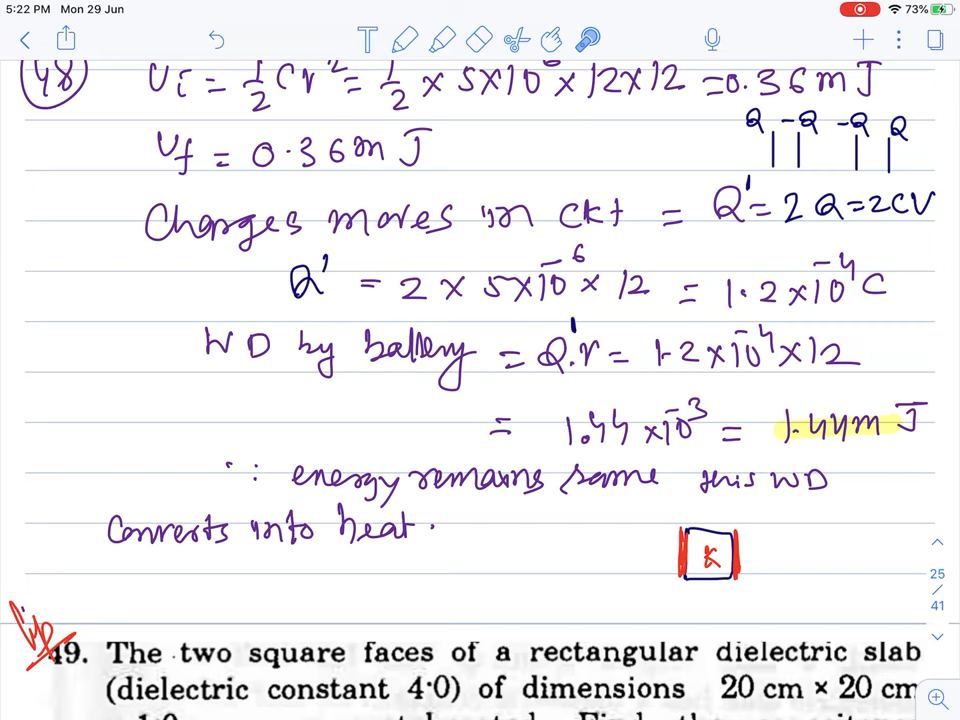 5:22 PM Mon 29 Jun
73%
48 Ui = 1/2 CV² = 1/2 × 5×10⁻⁶ × 12×12 = 0.36 m J
Uf = 0.36 m J
Q -Q -Q Q
Charges moves in Ckt = Q' = 2Q = 2CV
Q' = 2 × 5×10⁻⁶ × 12 = 1.2×10⁻⁴ C
WD by battery = Q'.V = 1.2×10⁻⁴×12
= 1.44 ×10⁻³ = 1.44m J
∵ energy remains same this WD
Converts into heat.
K
25
/
41
Imp
49. The two square faces of a rectangular dielectric slab
(dielectric constant 4·0) of dimensions 20 cm × 20 cm